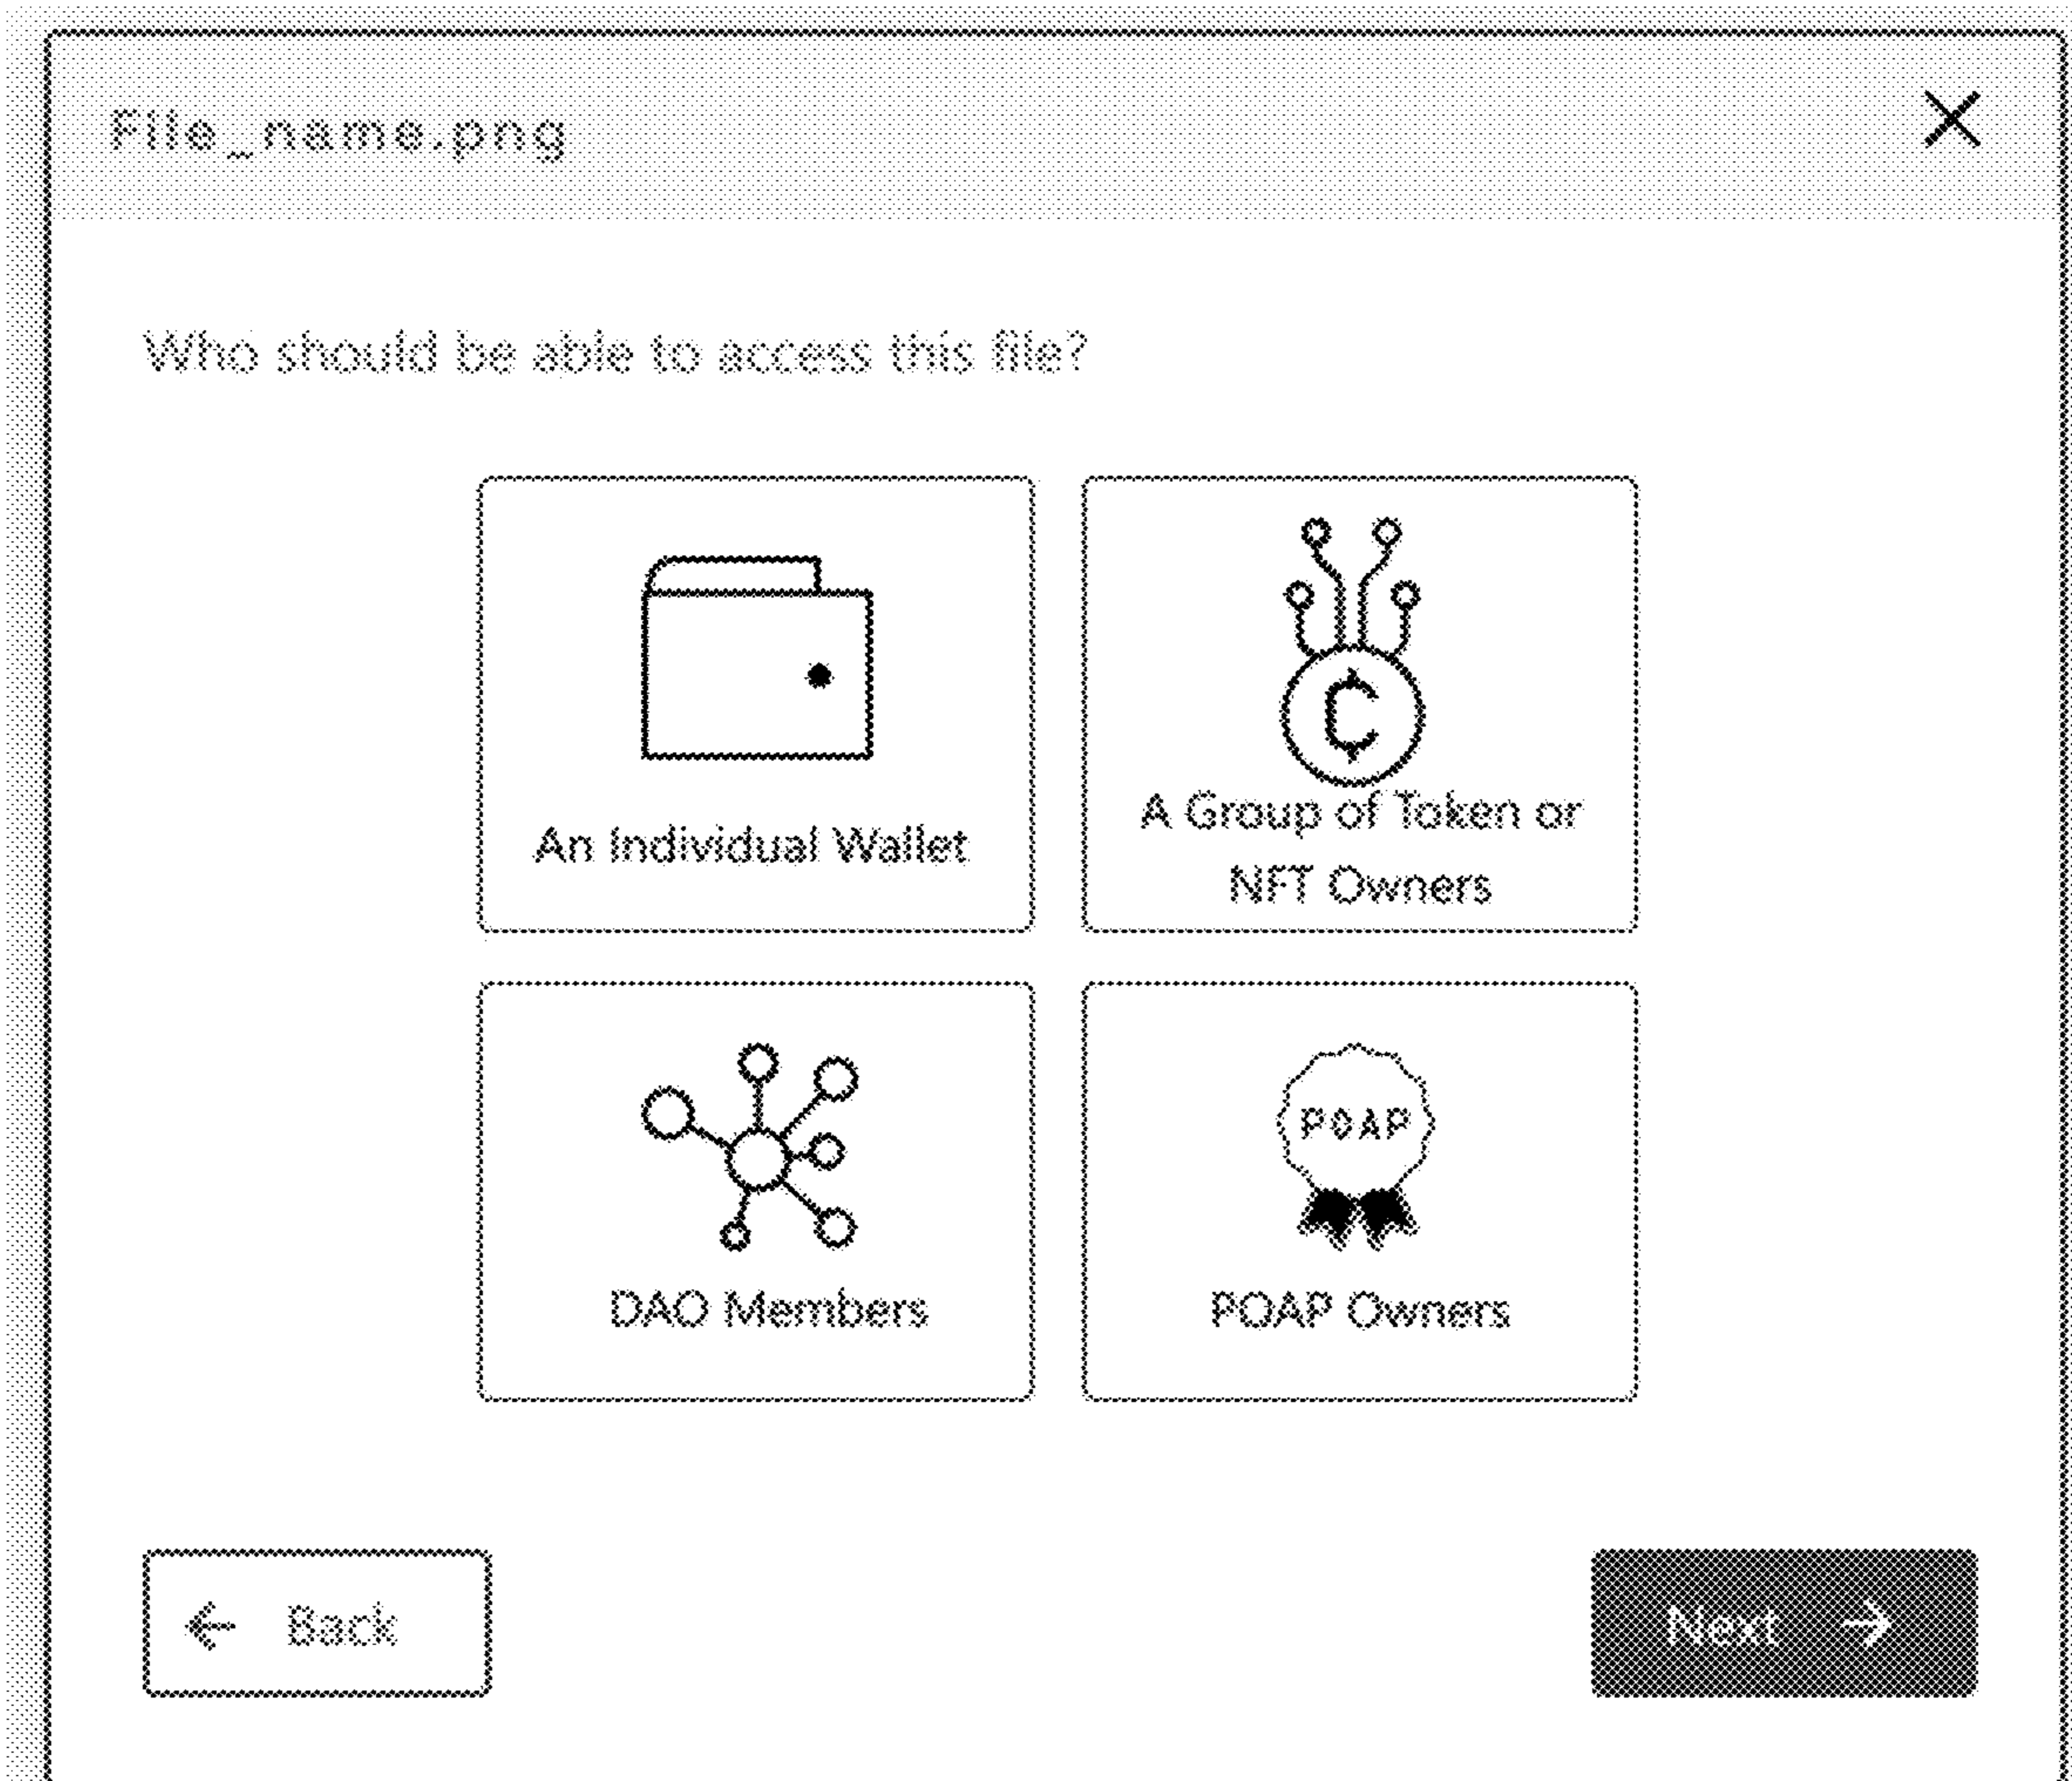 File_name.png
Who should be able to access this file?
An Individual Wallet
A Group of Token or
NFT Owners
POAP
DAO Members
POAP Owners
Back
Next